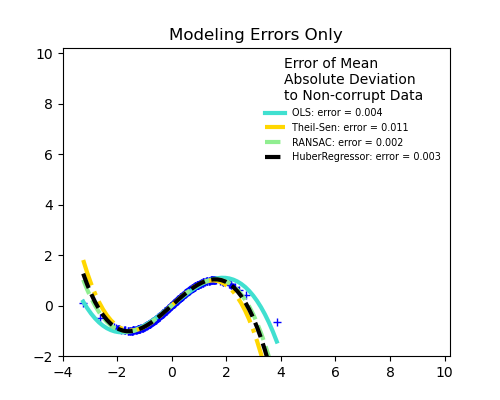 Modeling Errors Only
Error of Mean
Absolute Deviation
to Non-corrupt Data
OLS: error = 0.004
Theil-Sen: error = 0.011
RANSAC: error = 0.002
HuberRegressor: error = 0.003
10
8
6
4
2
0
−2
−4 −2 0 2 4 6 8 10